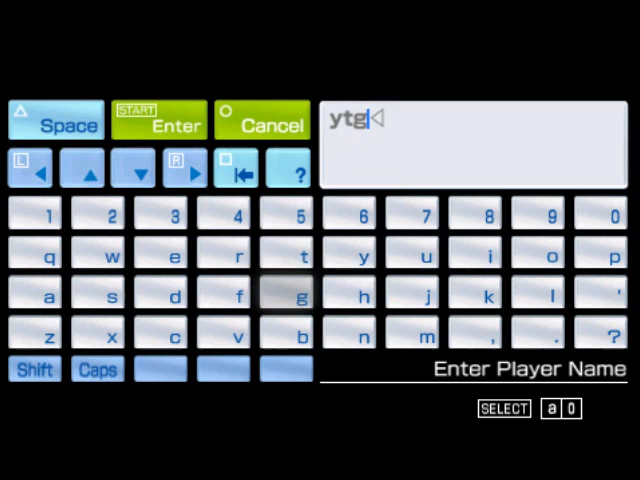 Space START Enter Cancel
ytg
L R ?
1 2 3 4 5 6 7 8 9 0
q w e r t y u i o p
a s d f g h j k l '
z x c v b n m , . ?
Shift Caps
Enter Player Name
SELECT a 0